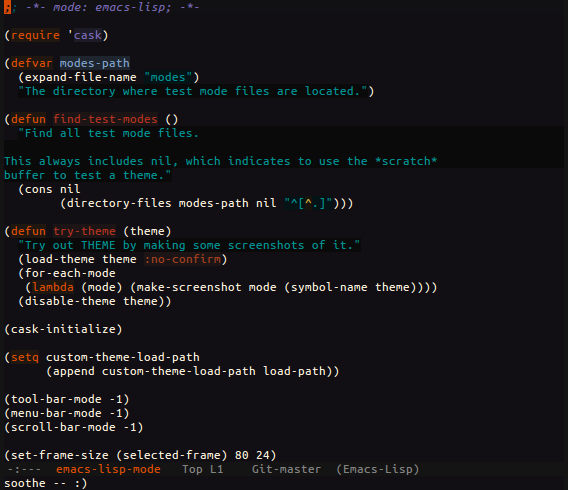 ;; -*- mode: emacs-lisp; -*-

(require 'cask)

(defvar modes-path
  (expand-file-name "modes")
  "The directory where test mode files are located.")

(defun find-test-modes ()
  "Find all test mode files.

This always includes nil, which indicates to use the *scratch*
buffer to test a theme."
  (cons nil
        (directory-files modes-path nil "^[^.]")))

(defun try-theme (theme)
  "Try out THEME by making some screenshots of it."
  (load-theme theme :no-confirm)
  (for-each-mode
   (lambda (mode) (make-screenshot mode (symbol-name theme))))
  (disable-theme theme))

(cask-initialize)

(setq custom-theme-load-path
      (append custom-theme-load-path load-path))

(tool-bar-mode -1)
(menu-bar-mode -1)
(scroll-bar-mode -1)

(set-frame-size (selected-frame) 80 24)
-:---  emacs-lisp-mode   Top L1    Git-master  (Emacs-Lisp)
soothe -- :)